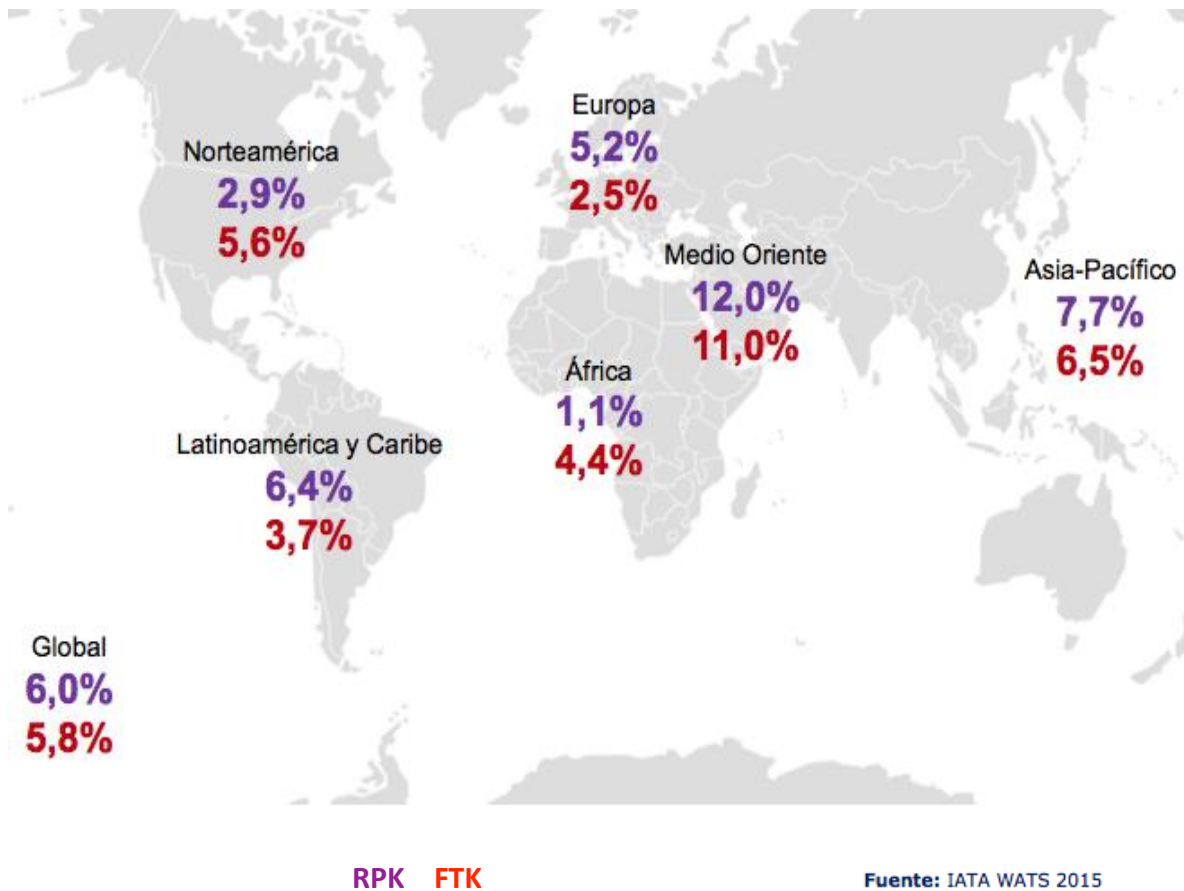 Europa
5,2%
2,5%
Norteamérica
2,9%
5,6%
Medio Oriente
12,0%
11,0%
Asia-Pacífico
7,7%
6,5%
África
1,1%
4,4%
Latinoamérica y Caribe
6,4%
3,7%
Global
6,0%
5,8%
RPK FTK
Fuente: IATA WATS 2015